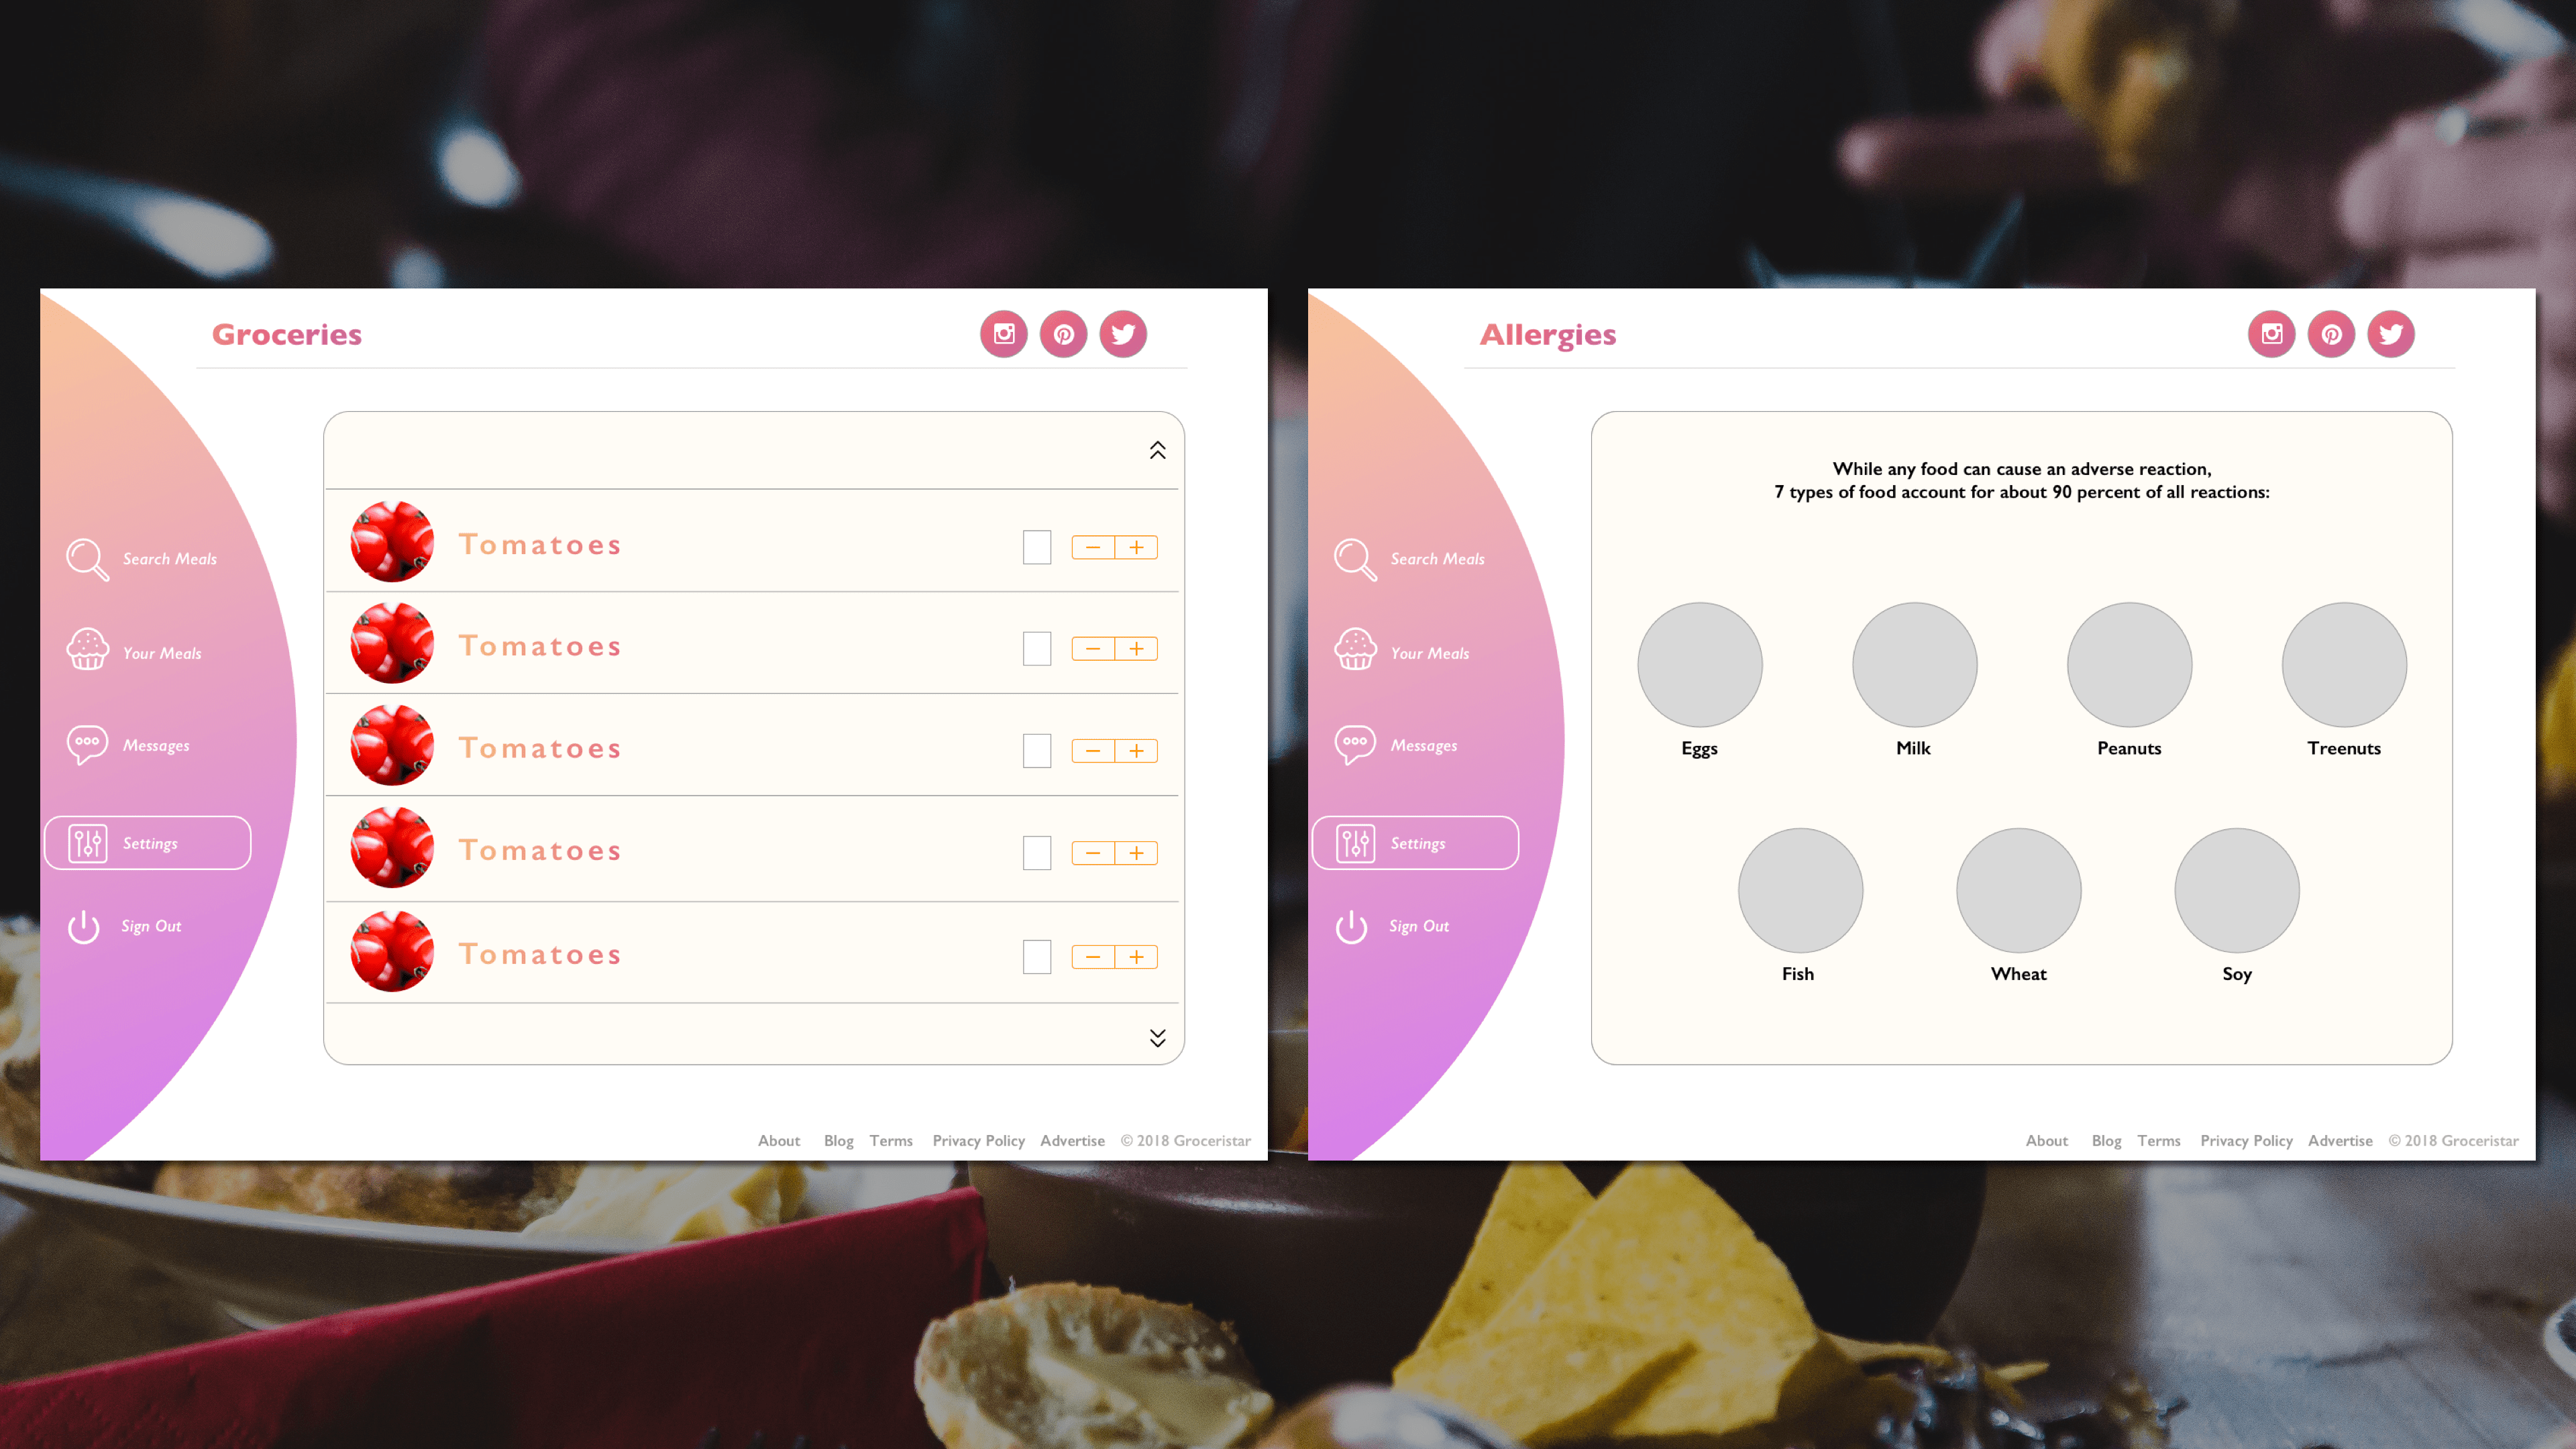 Groceries
Search Meals
Your Meals
Messages
Settings
Sign Out
Tomatoes
Tomatoes
Tomatoes
Tomatoes
Tomatoes
About Blog Terms Privacy Policy Advertise © 2018 Groceristar
Allergies
Search Meals
Your Meals
Messages
Settings
Sign Out
While any food can cause an adverse reaction,
7 types of food account for about 90 percent of all reactions:
Eggs Milk Peanuts Treenuts
Fish Wheat Soy
About Blog Terms Privacy Policy Advertise © 2018 Groceristar